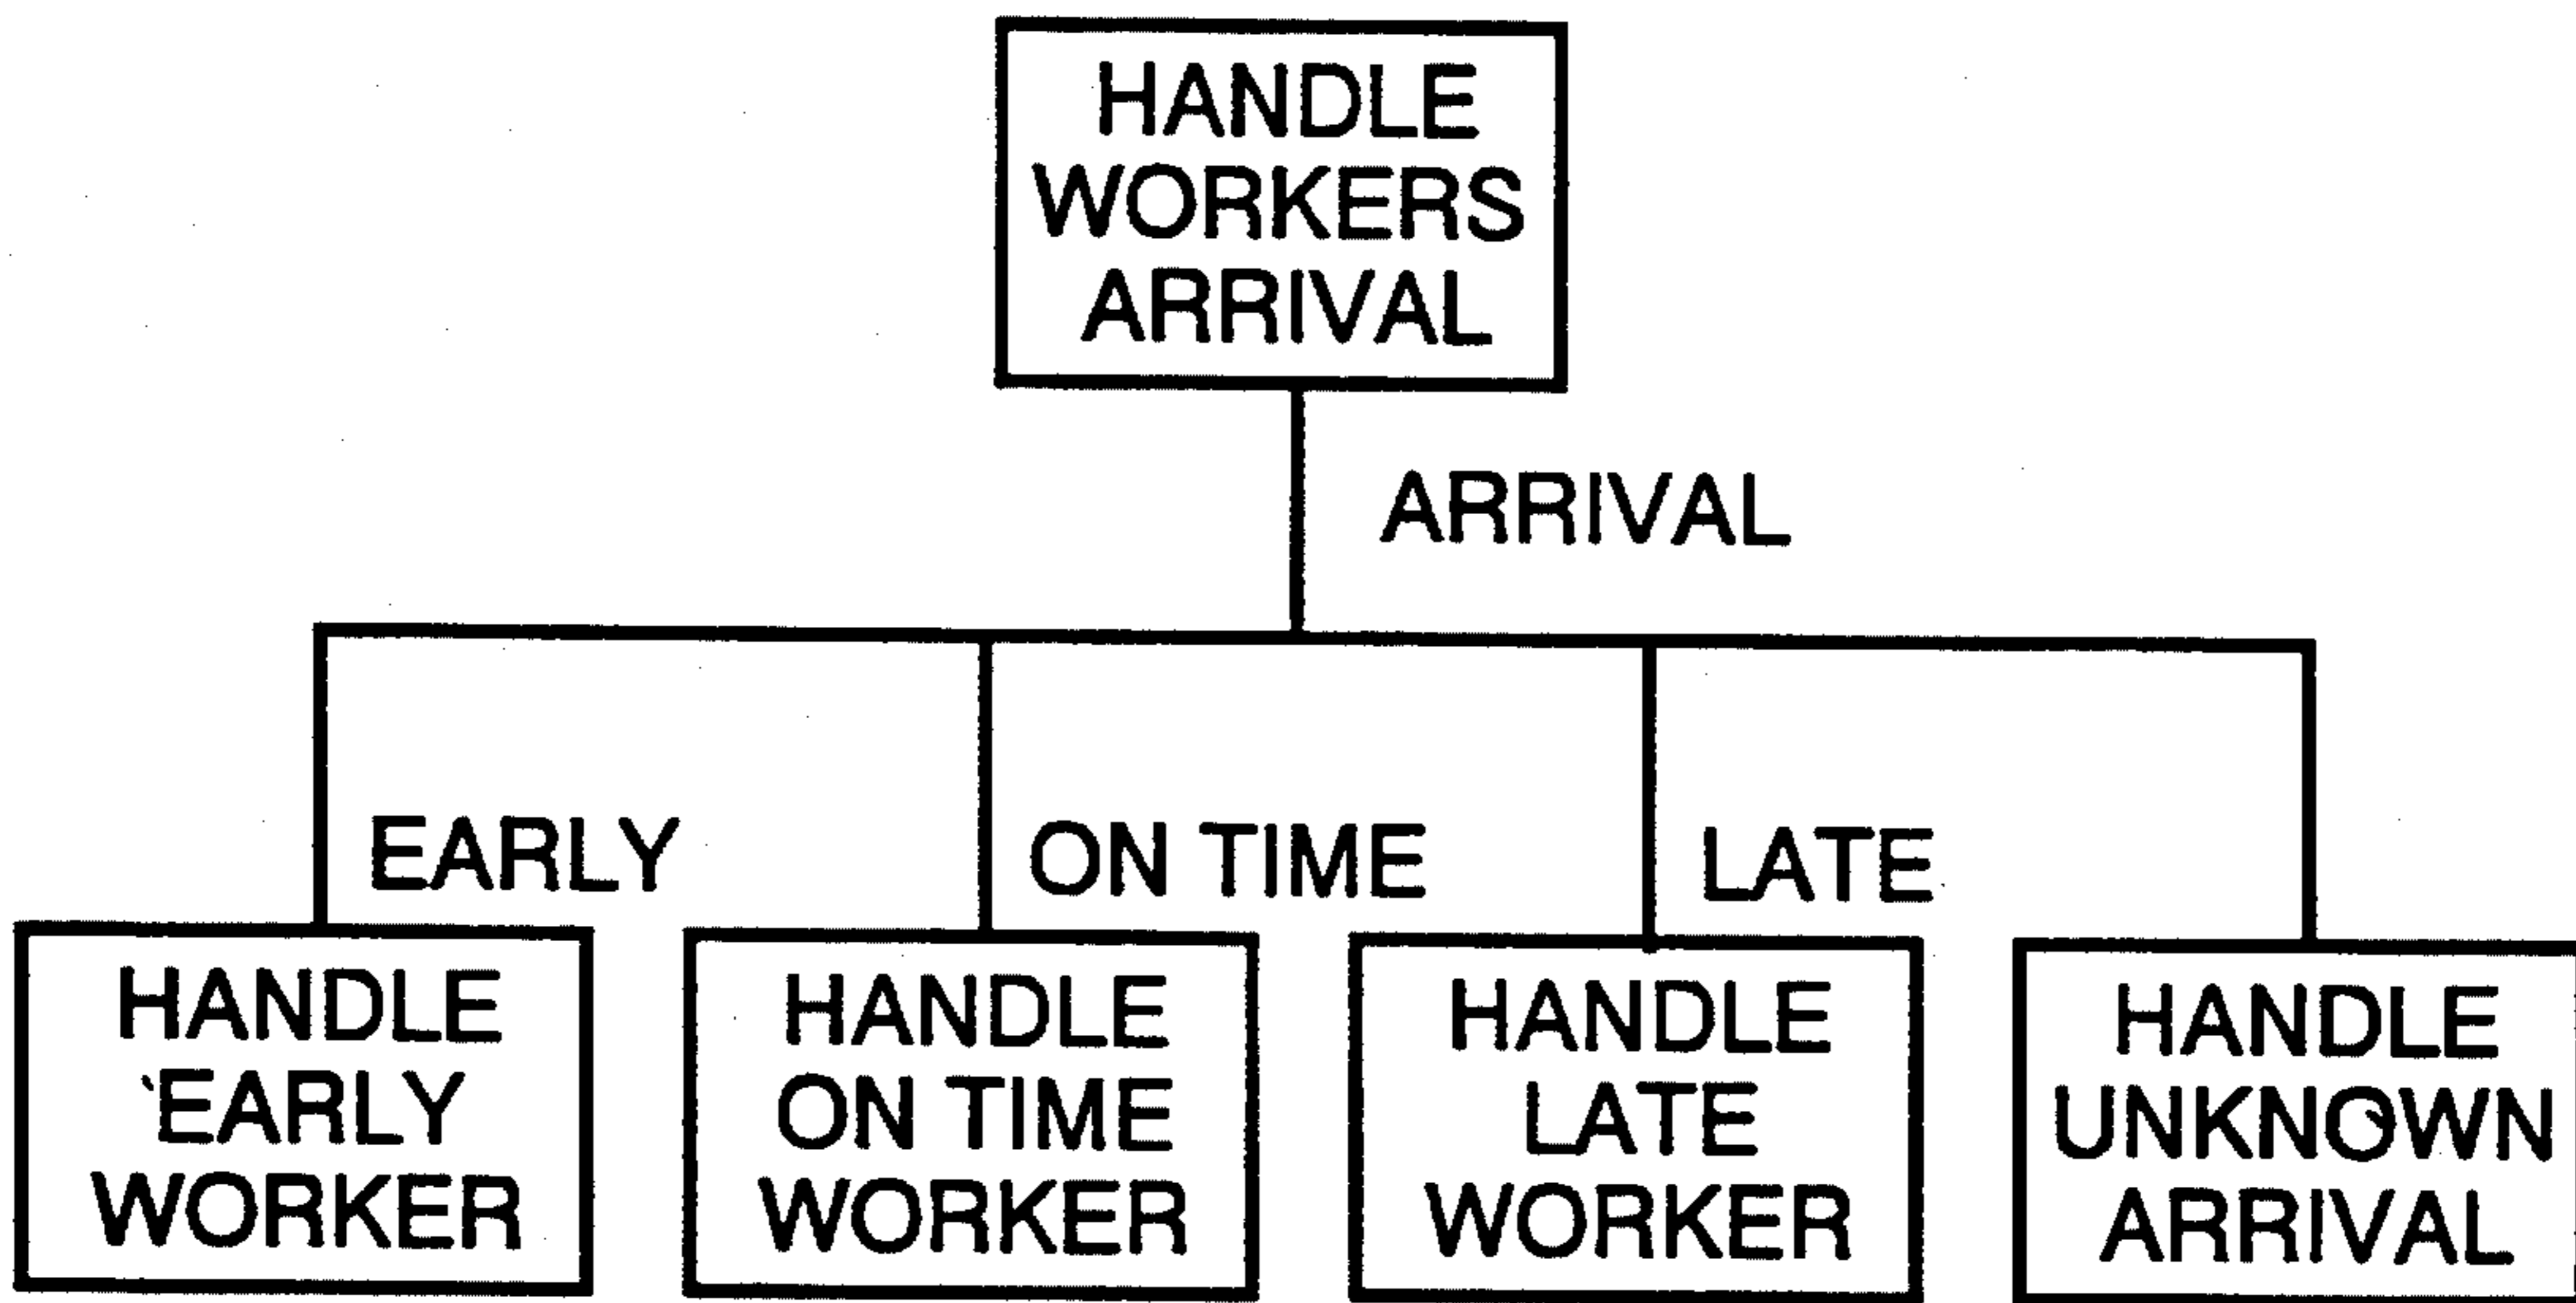 HANDLE
WORKERS
ARRIVAL
ARRIVAL
EARLY
ON TIME
LATE
HANDLE
EARLY
WORKER
HANDLE
ON TIME
WORKER
HANDLE
LATE
WORKER
HANDLE
UNKNOWN
ARRIVAL